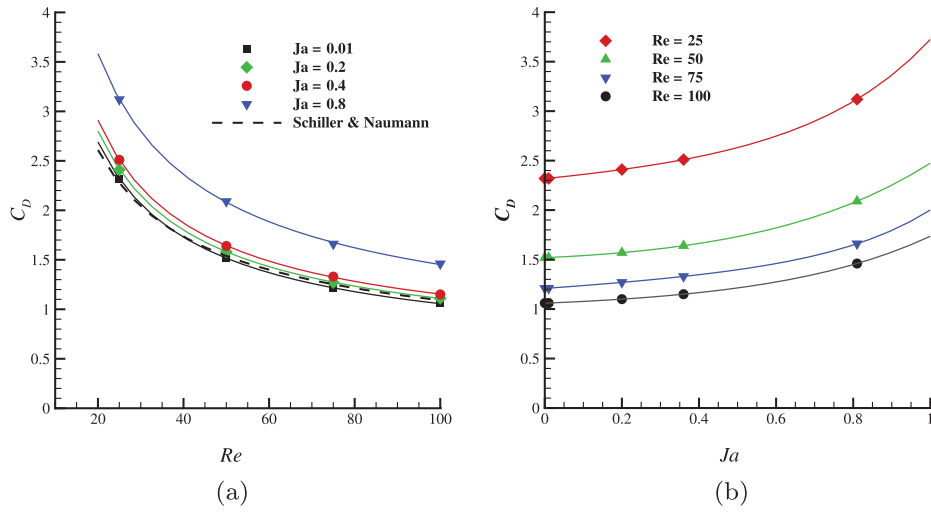 4
3.5
3
2.5
2
1.5
1
0.5
0
C_D
20 40 60 80 100
Re
Ja = 0.01
Ja = 0.2
Ja = 0.4
Ja = 0.8
Schiller & Naumann
(a)
4
3.5
3
2.5
2
1.5
1
0.5
0
C_D
0 0.2 0.4 0.6 0.8 1
Ja
Re = 25
Re = 50
Re = 75
Re = 100
(b)